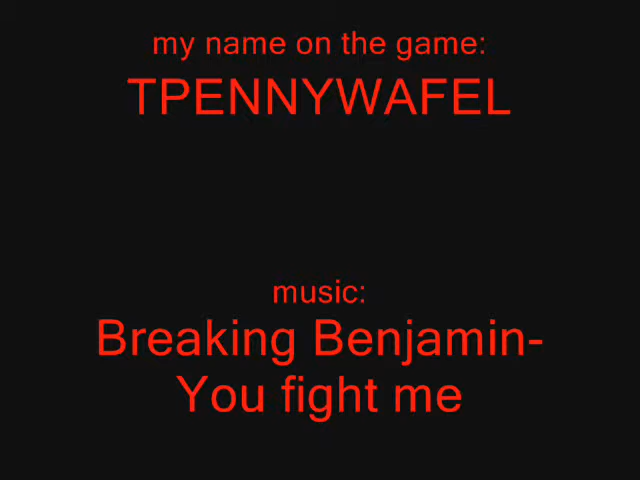 my name on the game:
TPENNYWAFEL
music:
Breaking Benjamin-
You fight me